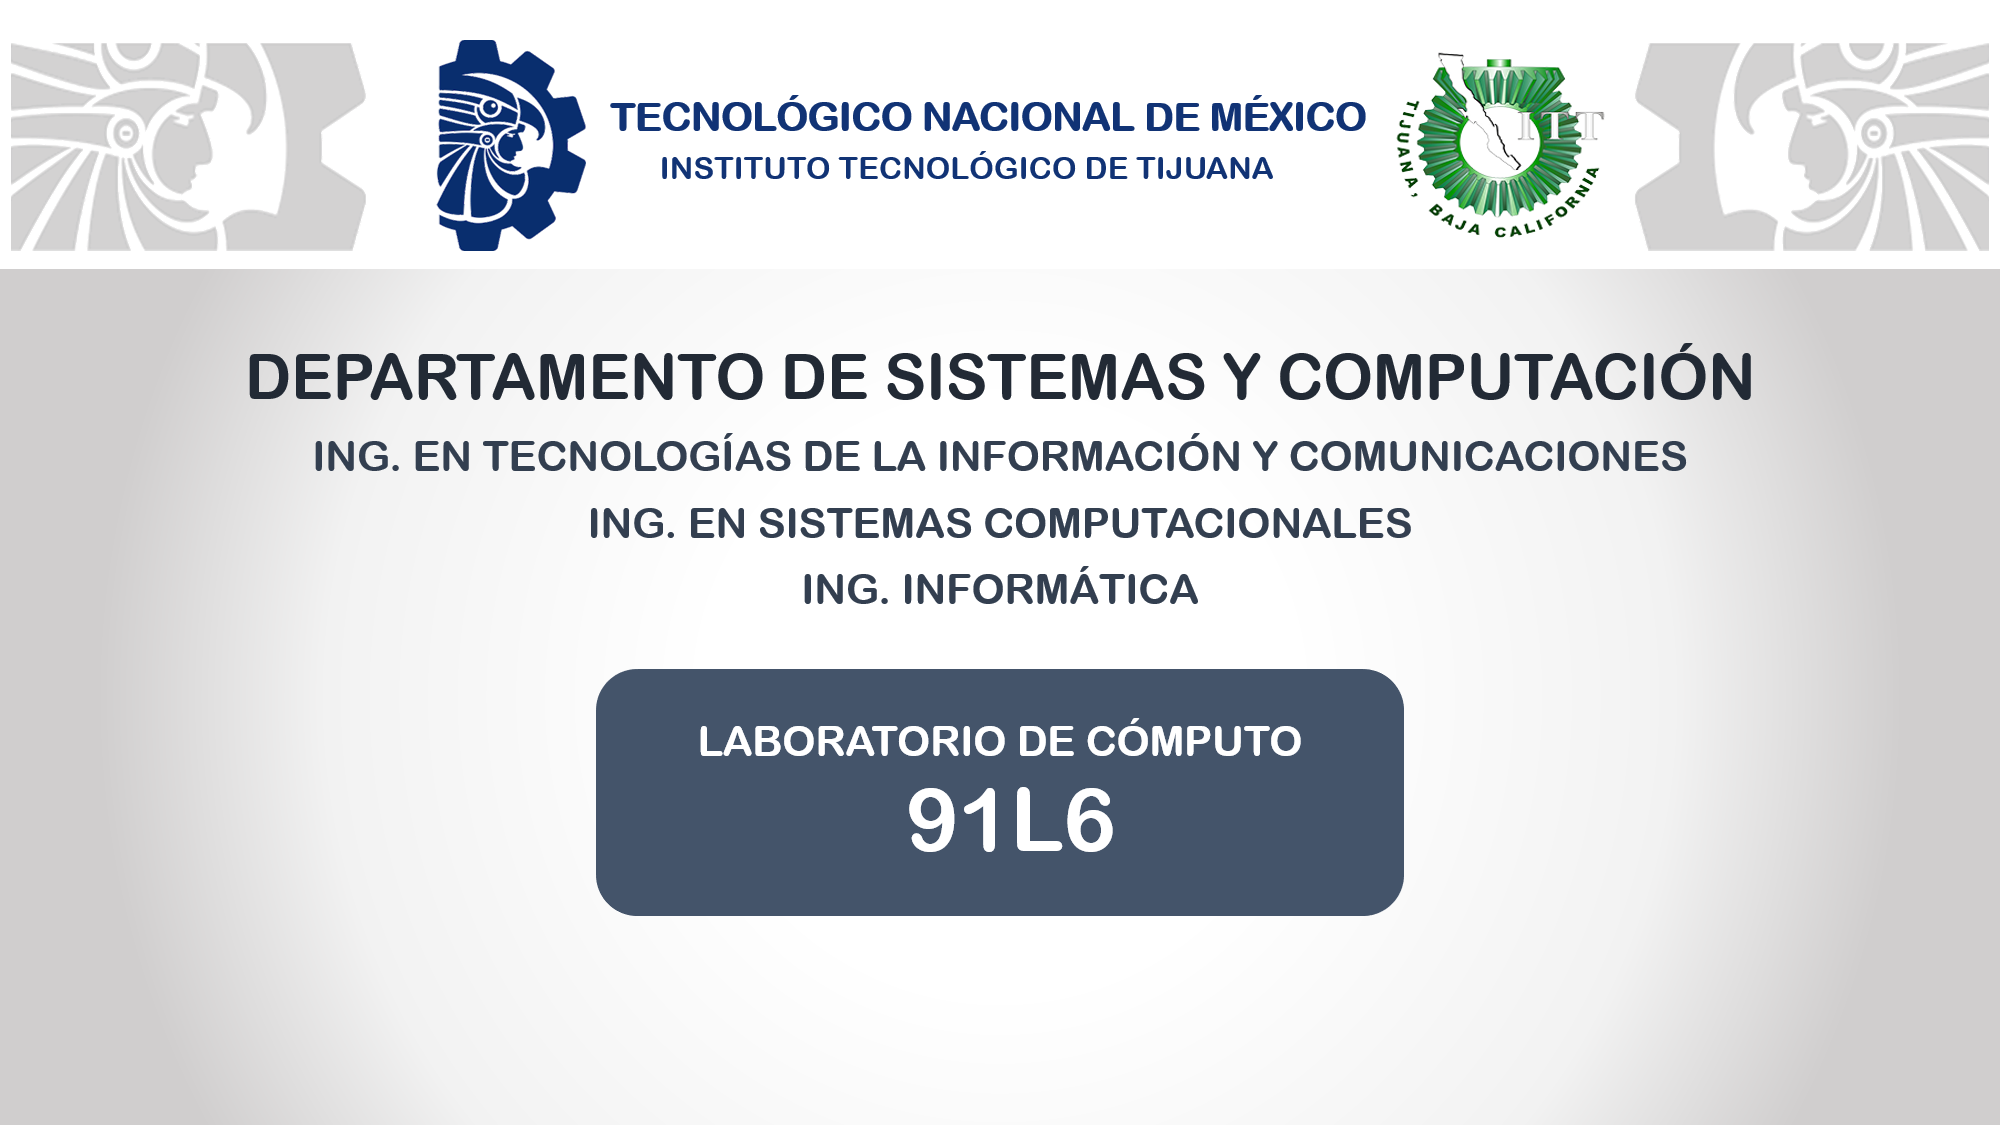 TECNOLÓGICO NACIONAL DE MÉXICO
INSTITUTO TECNOLÓGICO DE TIJUANA
ITT
TIJUANA, BAJA CALIFORNIA
DEPARTAMENTO DE SISTEMAS Y COMPUTACIÓN
ING. EN TECNOLOGÍAS DE LA INFORMACIÓN Y COMUNICACIONES
ING. EN SISTEMAS COMPUTACIONALES
ING. INFORMÁTICA
LABORATORIO DE CÓMPUTO
91L6